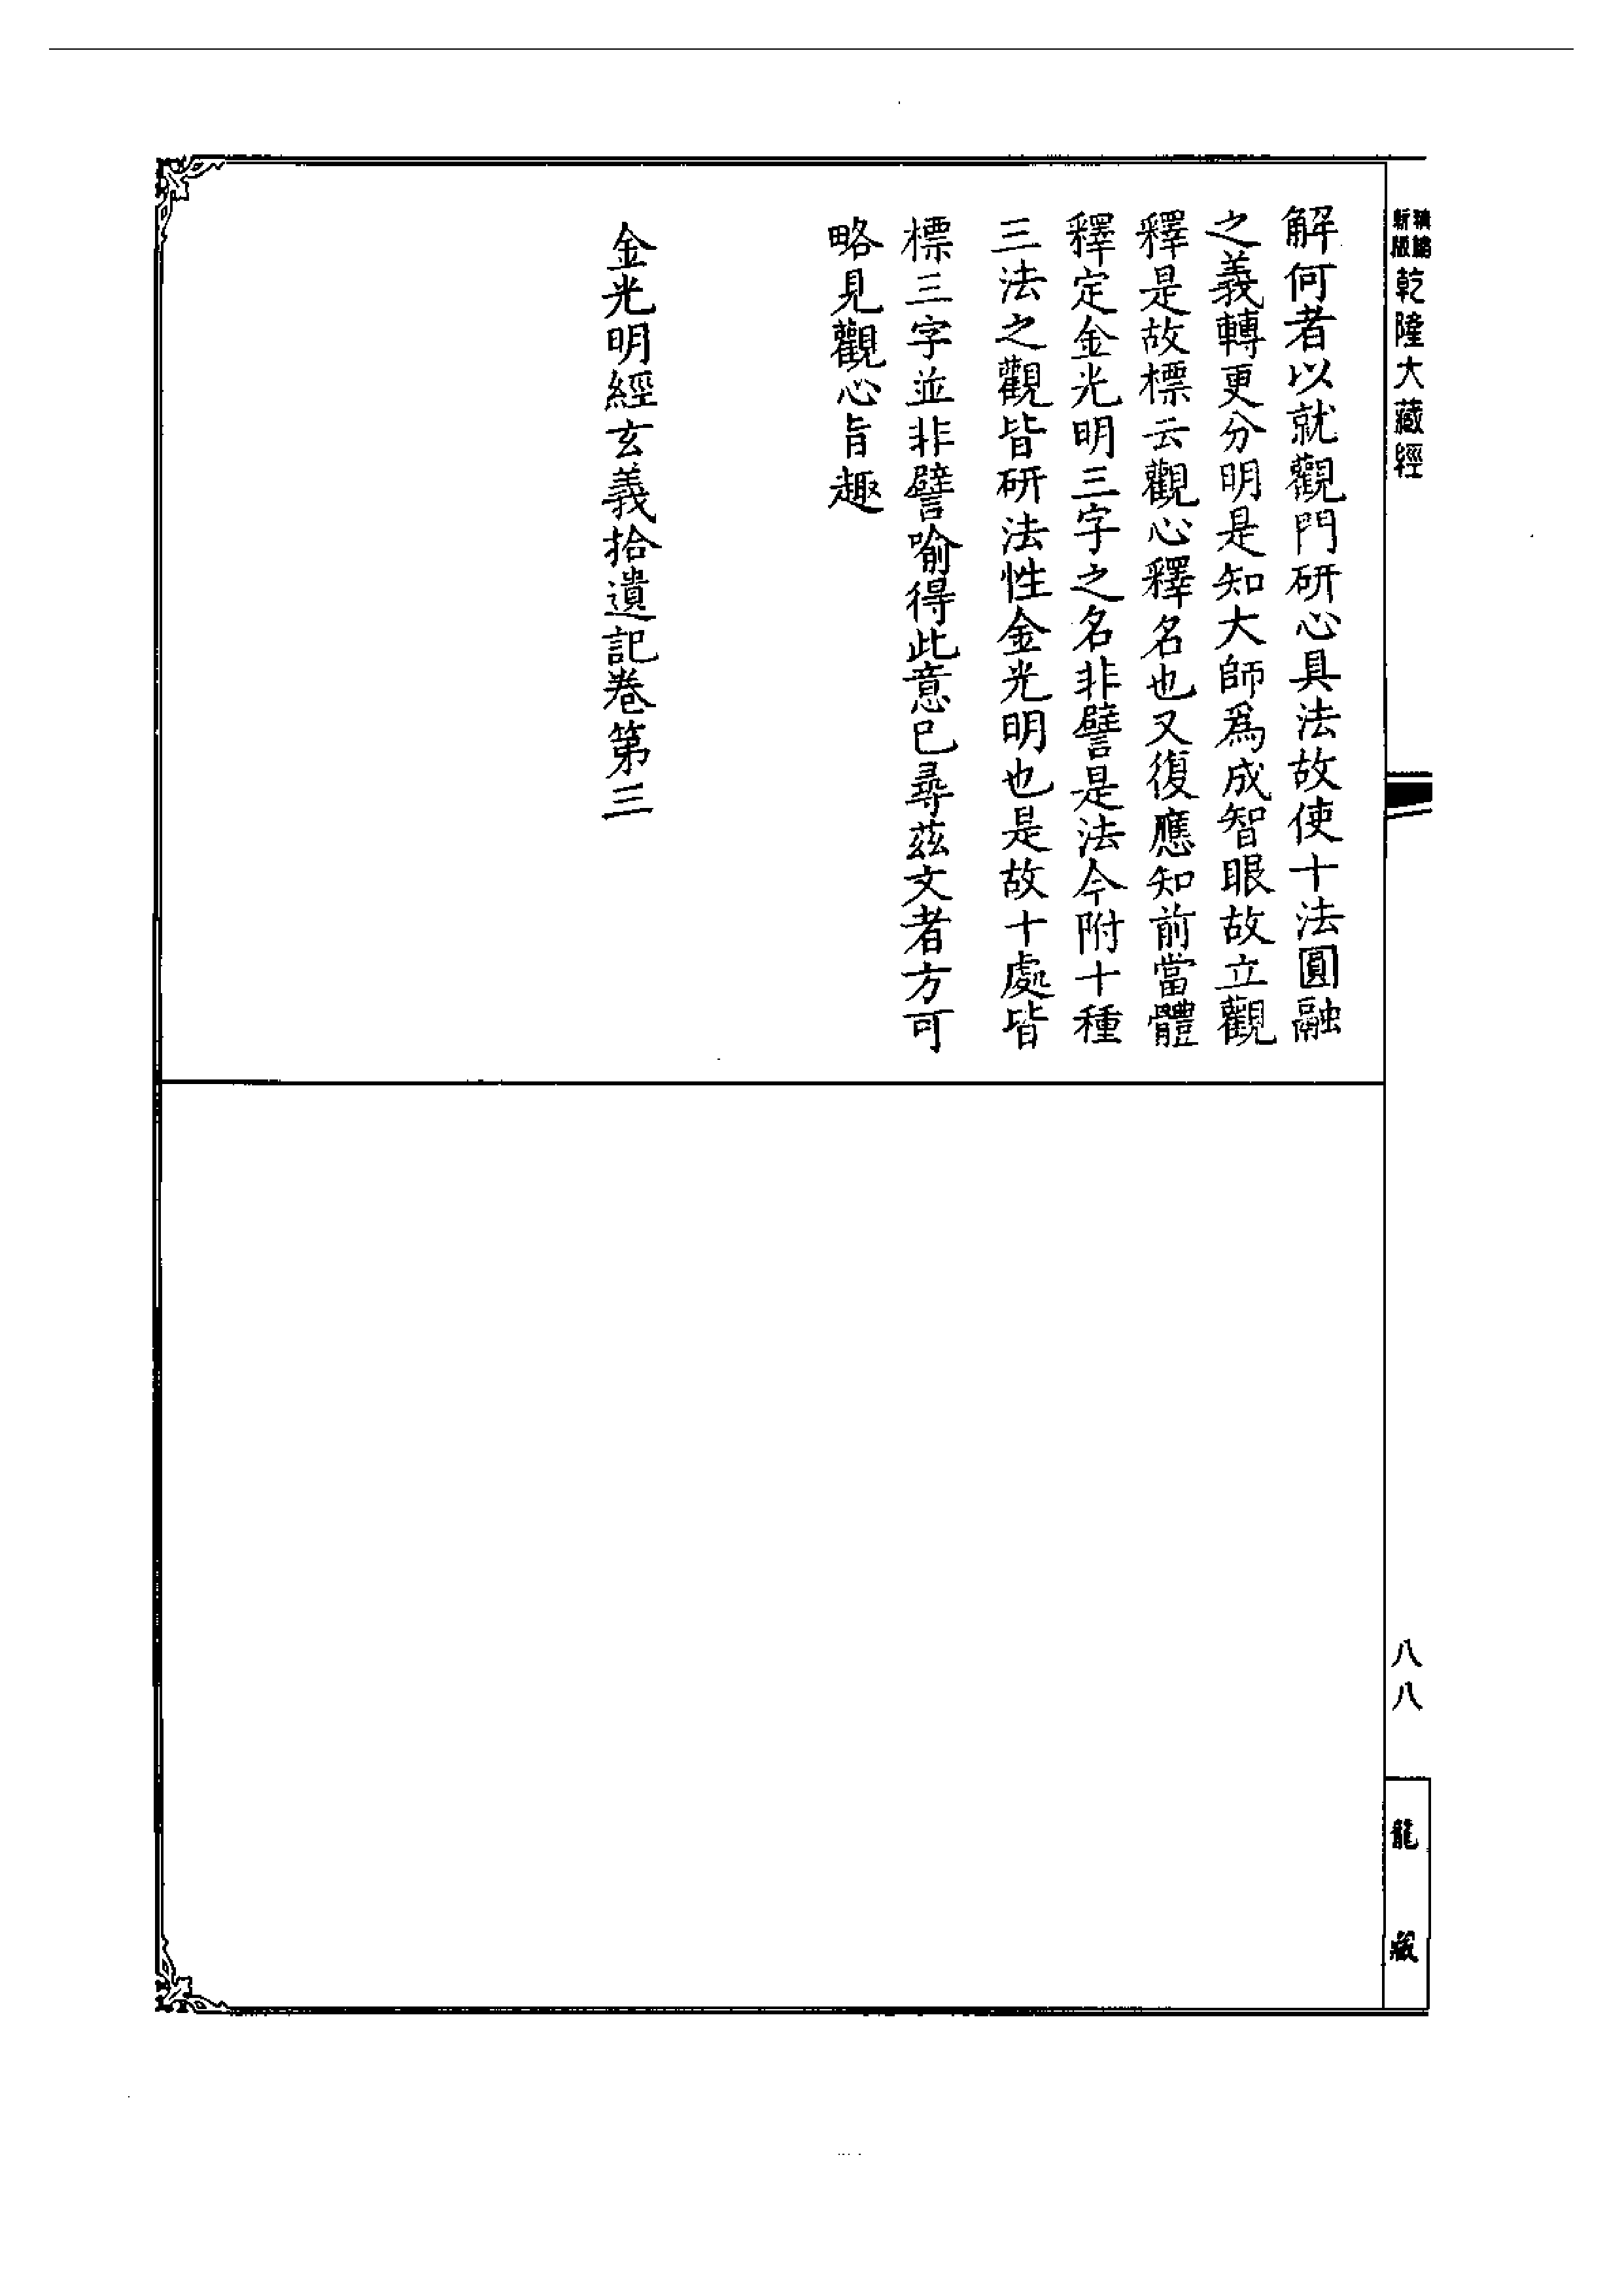 精編新版乾隆大藏經
解何者以就觀門研心具法故使十法圓融
之義轉更分明是知大師爲成智眼故立觀
釋是故標云觀心釋名也又復應知前當體
釋定金光明三字之名非譬是法今附十種
三法之觀皆研法性金光明也是故十處皆
標三字並非譬喻得此意已尋茲文者方可
略見觀心旨趣
金光明經玄義拾遺記卷第三
八八
龍藏